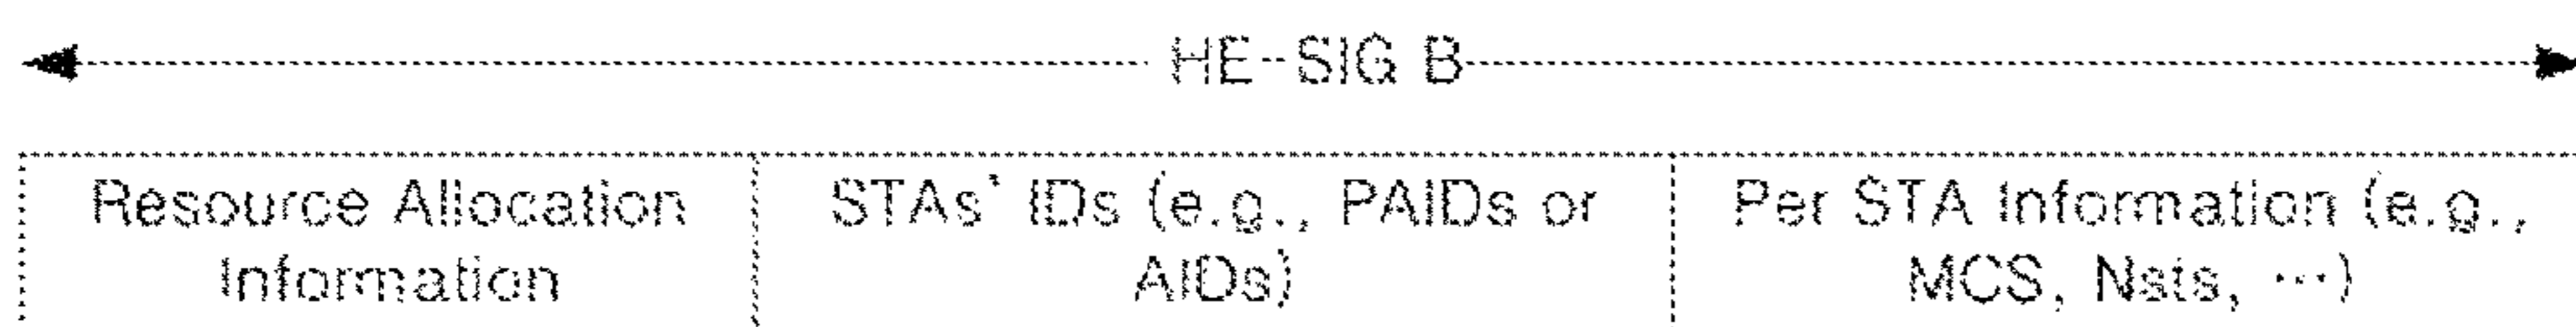 HE-SIG B
Resource Allocation
Information
STAs' IDs (e.g., PAIDs or
AIDs)
Per STA Information (e.g.,
MCS, Nsts, ...)